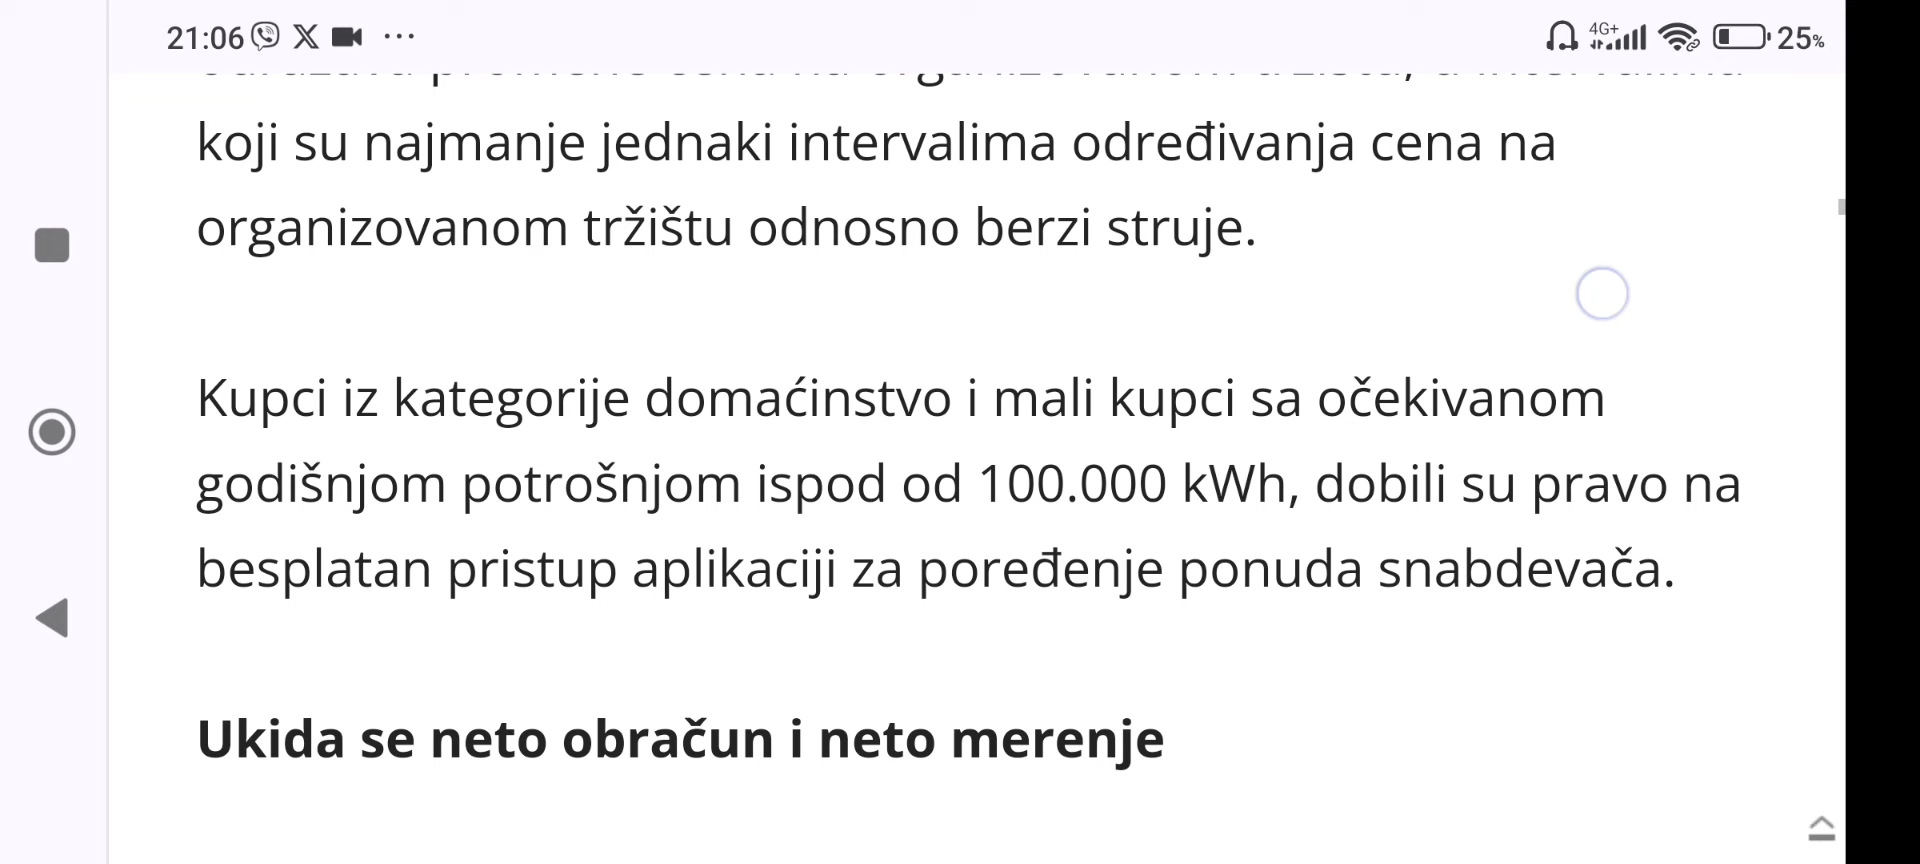 21:06 ... 4G+ 25%
koji su najmanje jednaki intervalima određivanja cena na
organizovanom tržištu odnosno berzi struje.
Kupci iz kategorije domaćinstvo i mali kupci sa očekivanom
godišnjom potrošnjom ispod od 100.000 kWh, dobili su pravo na
besplatan pristup aplikaciji za poređenje ponuda snabdevača.
Ukida se neto obračun i neto merenje